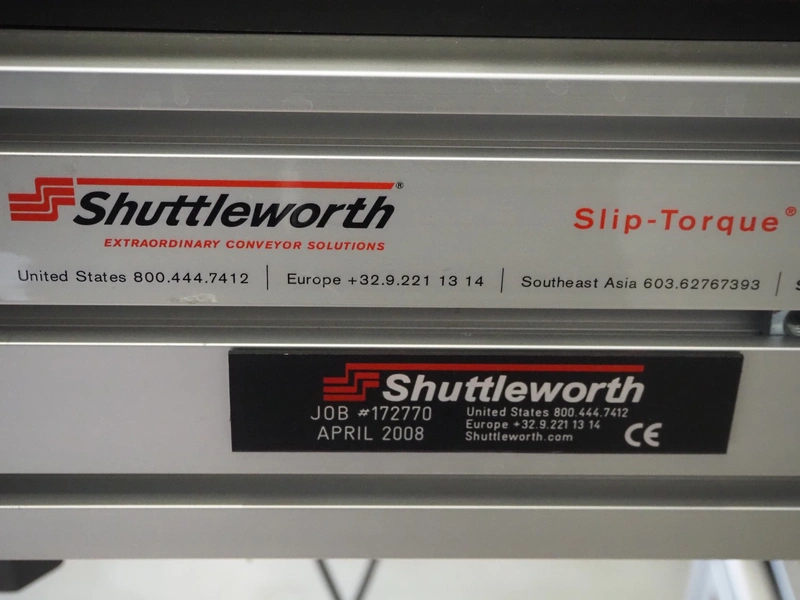 Shuttleworth®
EXTRAORDINARY CONVEYOR SOLUTIONS
Slip-Torque®
United States 800.444.7412 | Europe +32.9.221 13 14 | Southeast Asia 603.62767393 |
Shuttleworth
JOB #172770
APRIL 2008
United States 800.444.7412
Europe +32.9.221 13 14
Shuttleworth.com
CE